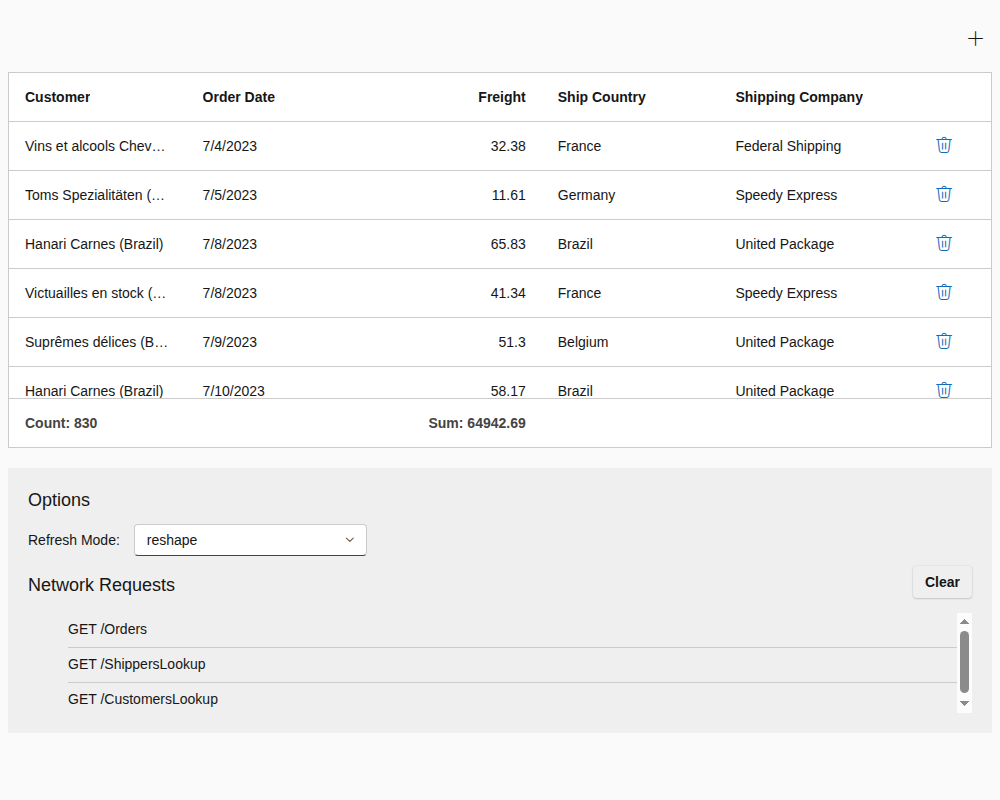 Customer Order Date Freight Ship Country Shipping Company
Vins et alcools Chev… 7/4/2023 32.38 France Federal Shipping
Toms Spezialitäten (… 7/5/2023 11.61 Germany Speedy Express
Hanari Carnes (Brazil) 7/8/2023 65.83 Brazil United Package
Victuailles en stock (… 7/8/2023 41.34 France Speedy Express
Suprêmes délices (B… 7/9/2023 51.3 Belgium United Package
Hanari Carnes (Brazil) 7/10/2023 58.17 Brazil United Package
Count: 830 Sum: 64942.69
Options
Refresh Mode: reshape
Network Requests Clear
GET /Orders
GET /ShippersLookup
GET /CustomersLookup